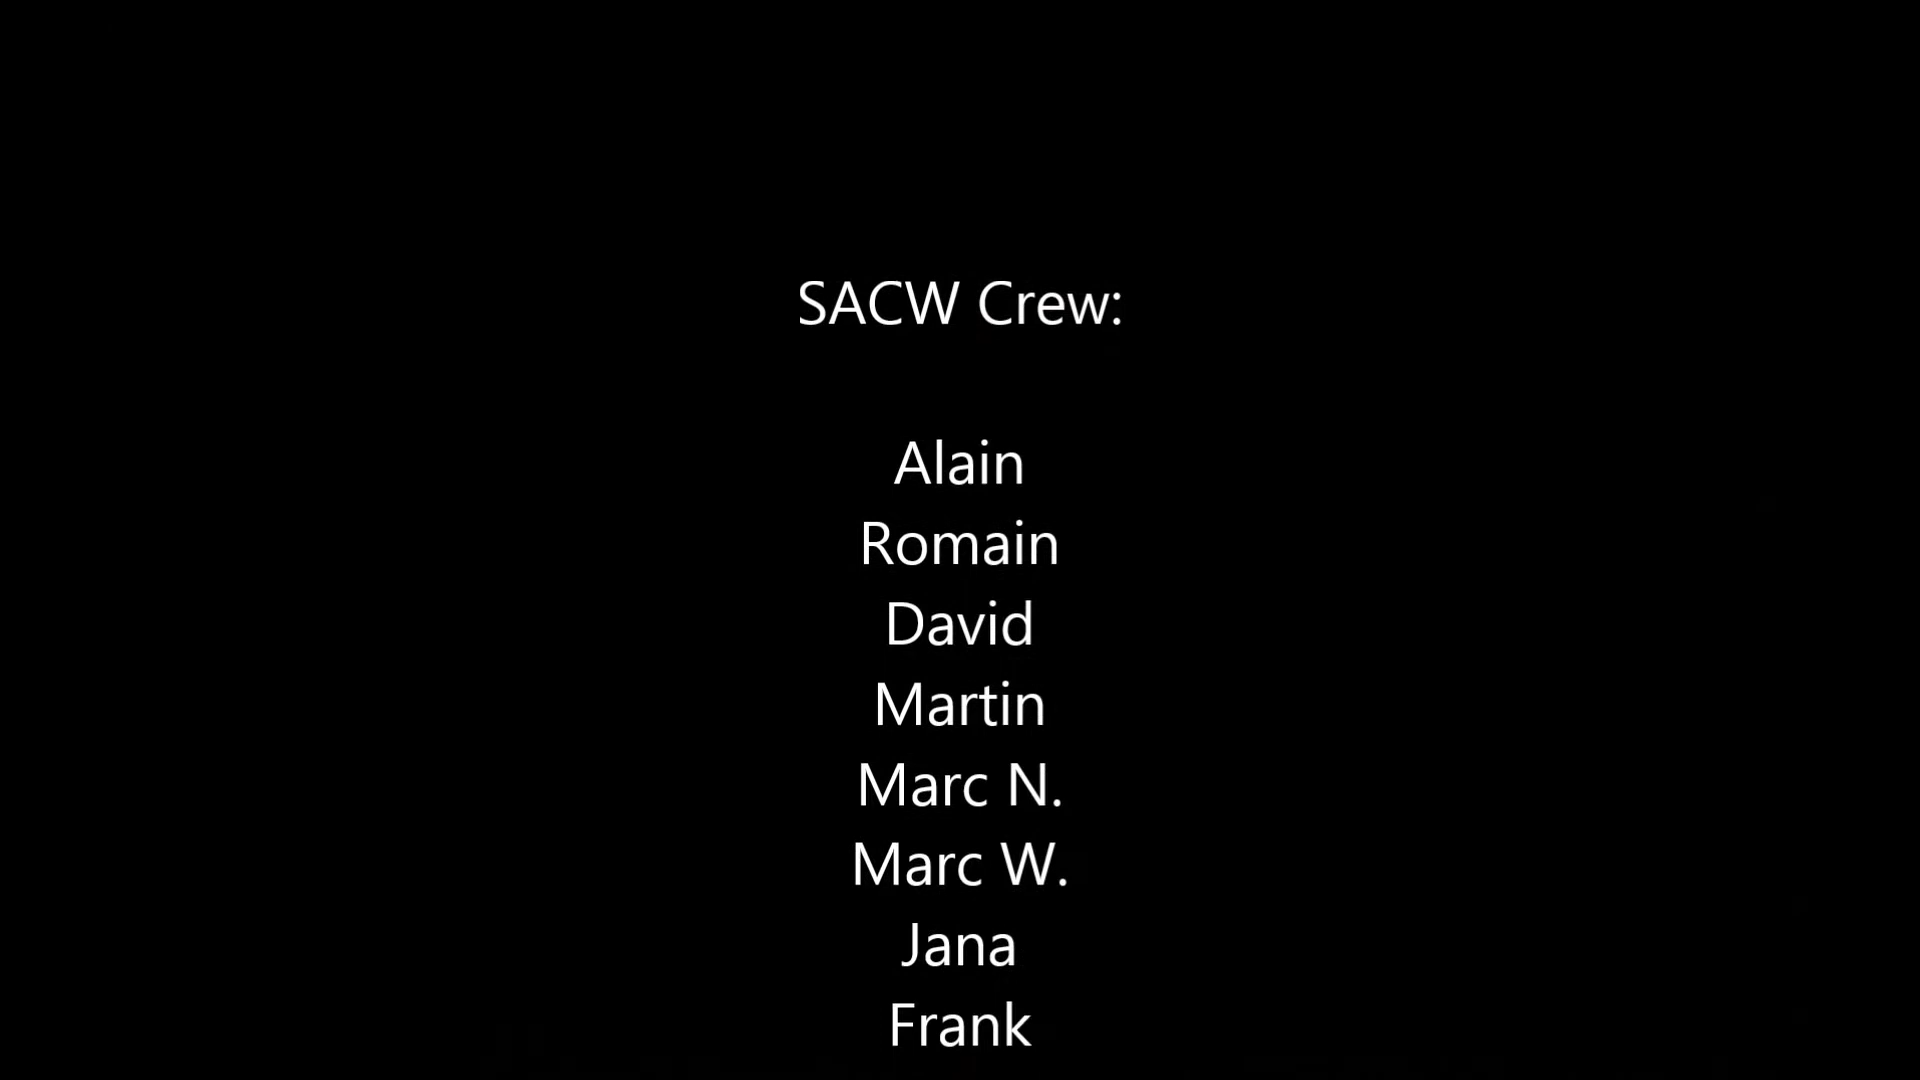 SACW Crew:
Alain
Romain
David
Martin
Marc N.
Marc W.
Jana
Frank